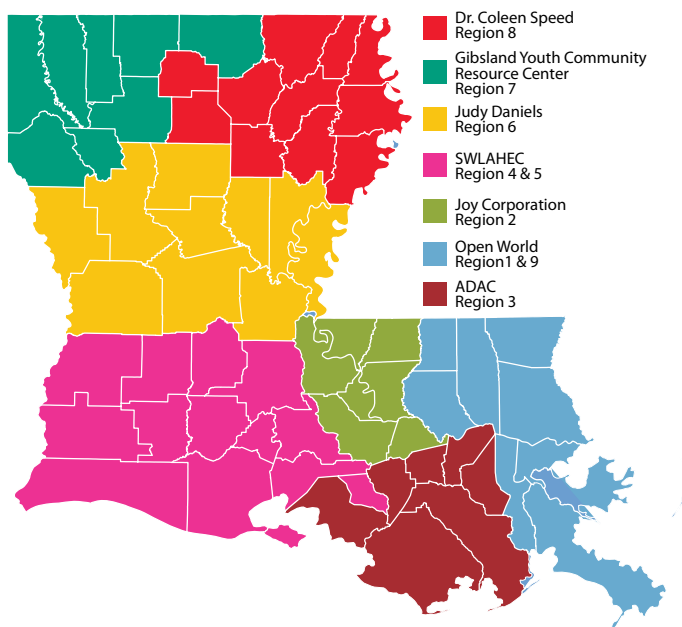 Dr. Coleen Speed
Region 8
Gibsland Youth Community
Resource Center
Region 7
Judy Daniels
Region 6
SWLAHEC
Region 4 & 5
Joy Corporation
Region 2
Open World
Region1 & 9
ADAC
Region 3